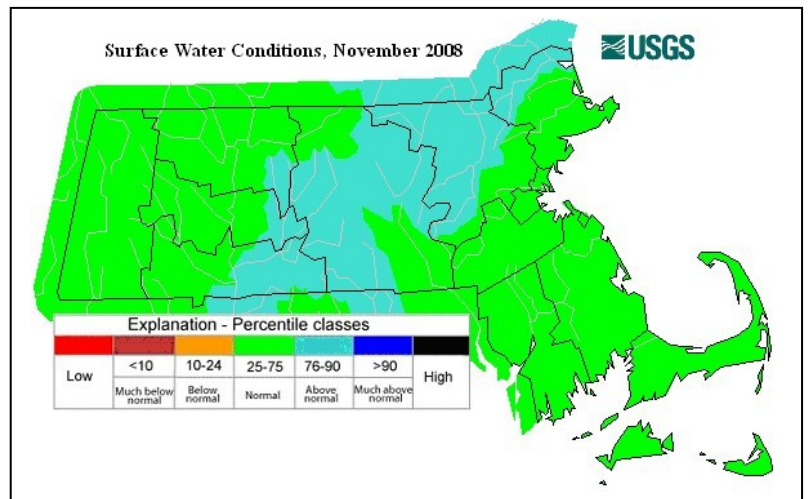 Surface Water Conditions, November 2008
USGS
Explanation - Percentile classes
Low
<10
10-24
25-75
76-90
>90
High
Much below
normal
Below
normal
Normal
Above
normal
Much above
normal